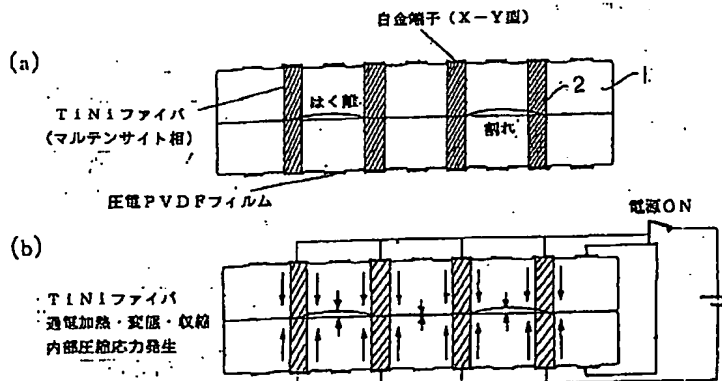 白金端子(X－Y型)
(a)
TiNiファイバ
(マルテンサイト相)
はく離
割れ
2
1
圧電PVDFフィルム
電源ON
(b)
TiNiファイバ
通電加熱・変態・収縮
内部圧縮応力発生